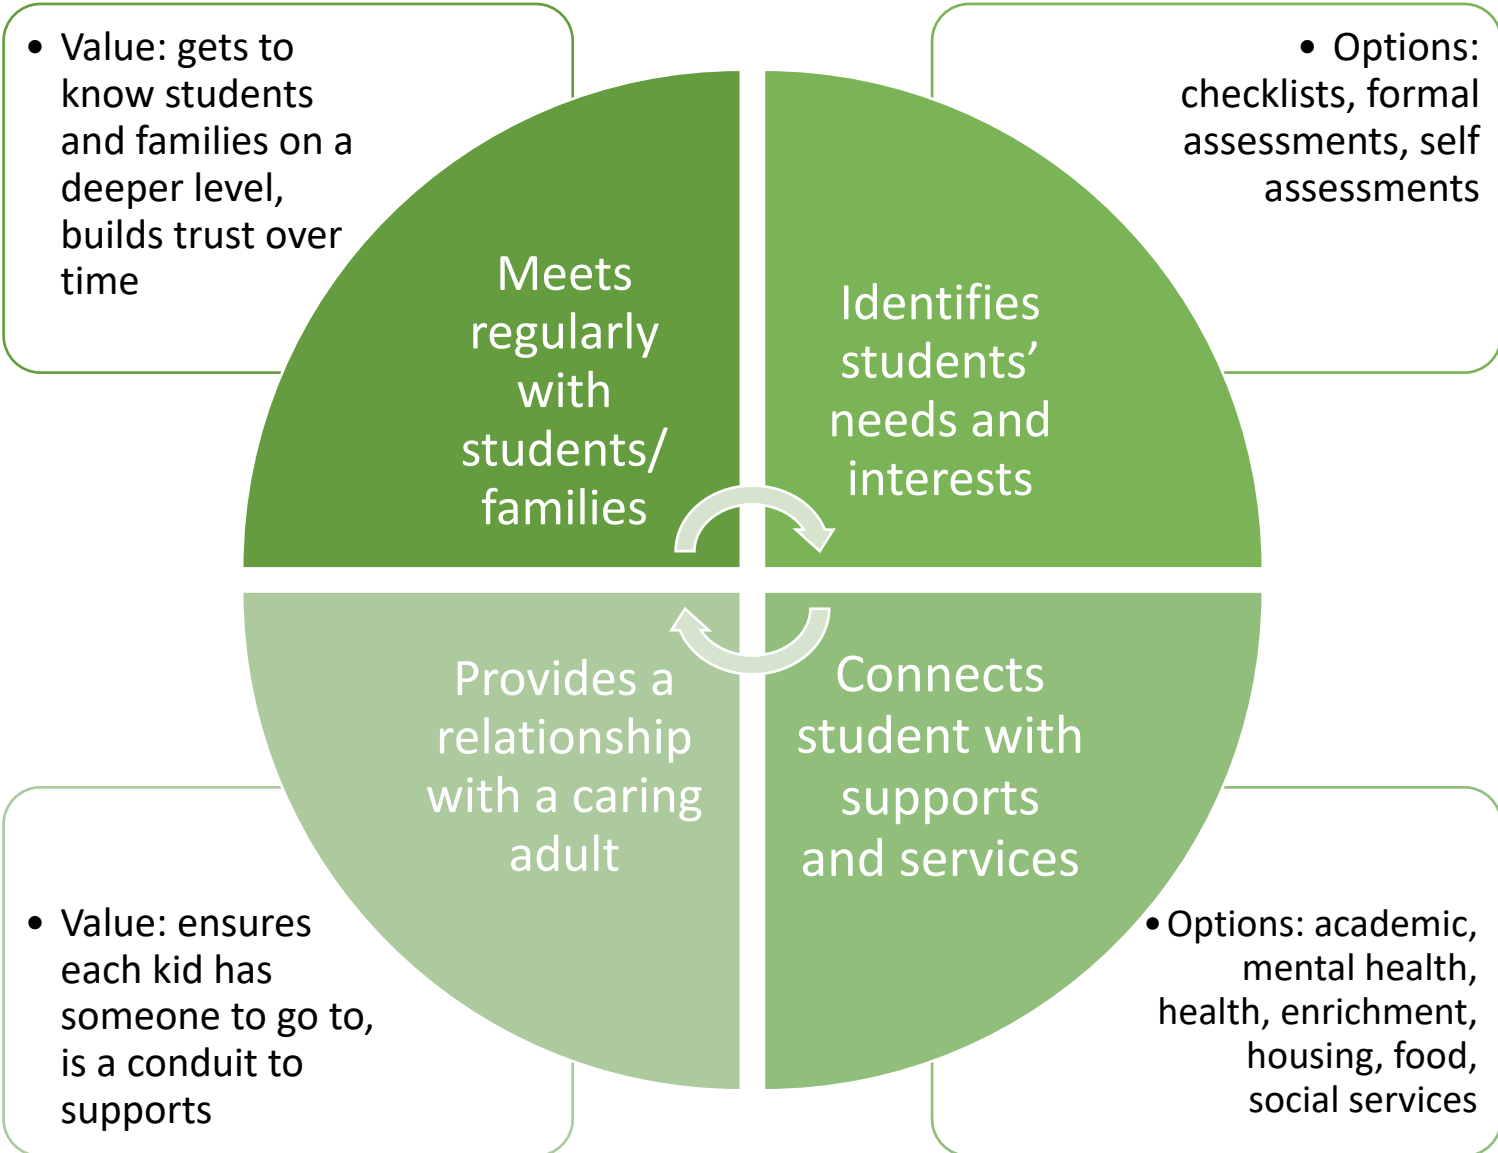 • Value: gets to
know students
and families on a
deeper level,
builds trust over
time
Meets
regularly
with
students/
families
• Options:
checklists, formal
assessments, self
assessments
Identifies
students’
needs and
interests
Provides a
relationship
with a caring
adult
• Value: ensures
each kid has
someone to go to,
is a conduit to
supports
Connects
student with
supports
and services
• Options: academic,
mental health,
health, enrichment,
housing, food,
social services